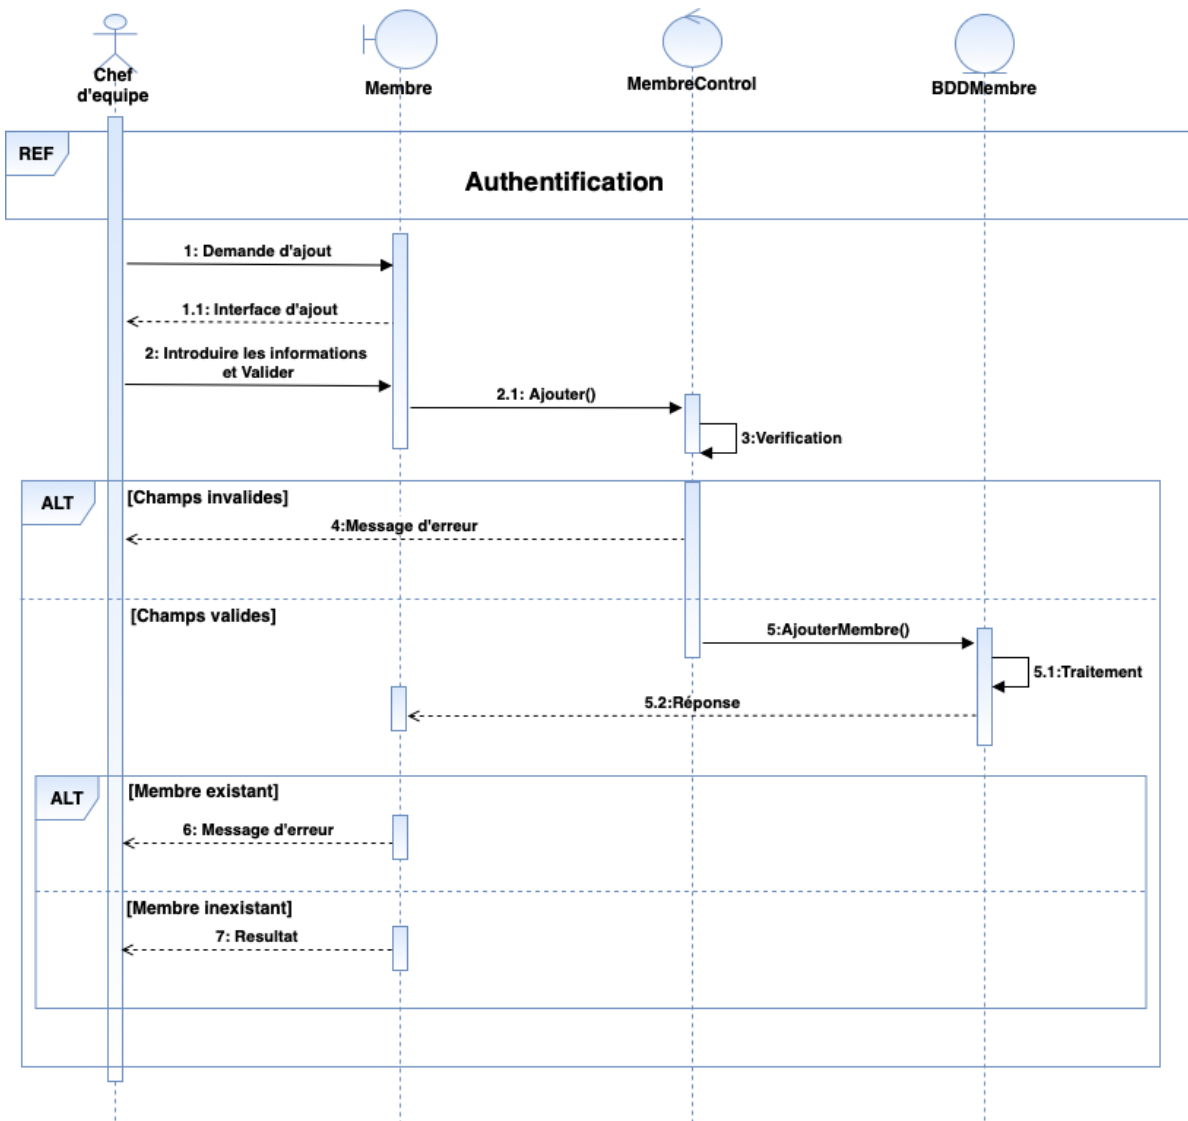 Chef
d'equipe
Membre
MembreControl
BDDMembre
REF
Authentification
1: Demande d'ajout
1.1: Interface d'ajout
2: Introduire les informations
et Valider
2.1: Ajouter()
3:Verification
ALT
[Champs invalides]
4:Message d'erreur
[Champs valides]
5:AjouterMembre()
5.1:Traitement
5.2:Réponse
ALT
[Membre existant]
6: Message d'erreur
[Membre inexistant]
7: Resultat